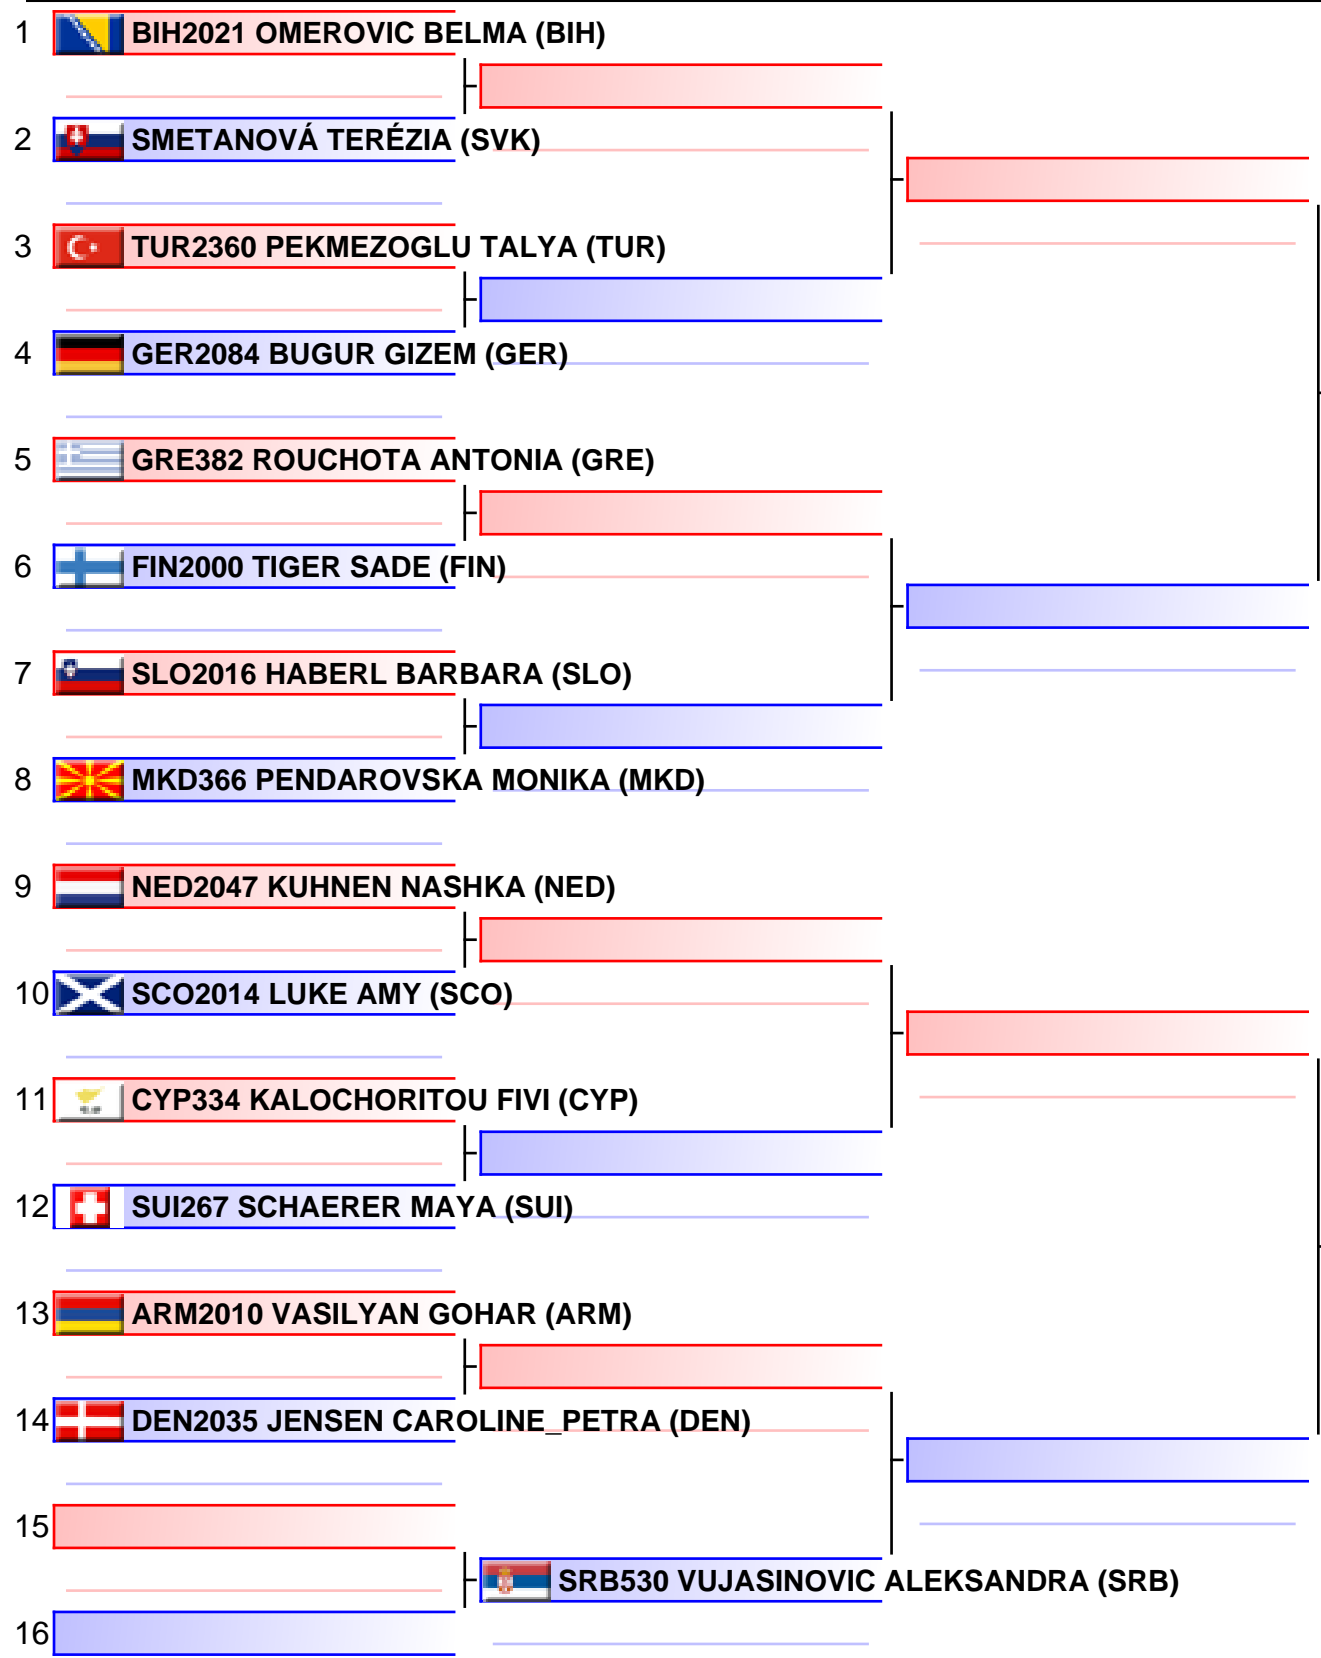 1 BIH2021 OMEROVIC BELMA (BIH)
2 SMETANOVÁ TERÉZIA (SVK)
3 TUR2360 PEKMEZOGLU TALYA (TUR)
4 GER2084 BUGUR GIZEM (GER)
5 GRE382 ROUCHOTA ANTONIA (GRE)
6 FIN2000 TIGER SADE (FIN)
7 SLO2016 HABERL BARBARA (SLO)
8 MKD366 PENDAROVSKA MONIKA (MKD)
9 NED2047 KUHNEN NASHKA (NED)
10 SCO2014 LUKE AMY (SCO)
11 CYP334 KALOCHORITOU FIVI (CYP)
12 SUI267 SCHAERER MAYA (SUI)
13 ARM2010 VASILYAN GOHAR (ARM)
14 DEN2035 JENSEN CAROLINE_PETRA (DEN)
15
SRB530 VUJASINOVIC ALEKSANDRA (SRB)
16